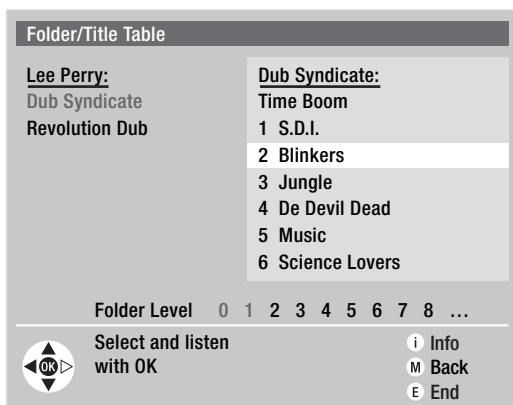 Folder/Title Table
Lee Perry:
Dub Syndicate
Revolution Dub
Dub Syndicate:
Time Boom
1 S.D.I.
2 Blinkers
3 Jungle
4 De Devil Dead
5 Music
6 Science Lovers
Folder Level 0 1 2 3 4 5 6 7 8 ...
OK
Select and listen
with OK
i Info
M Back
E End